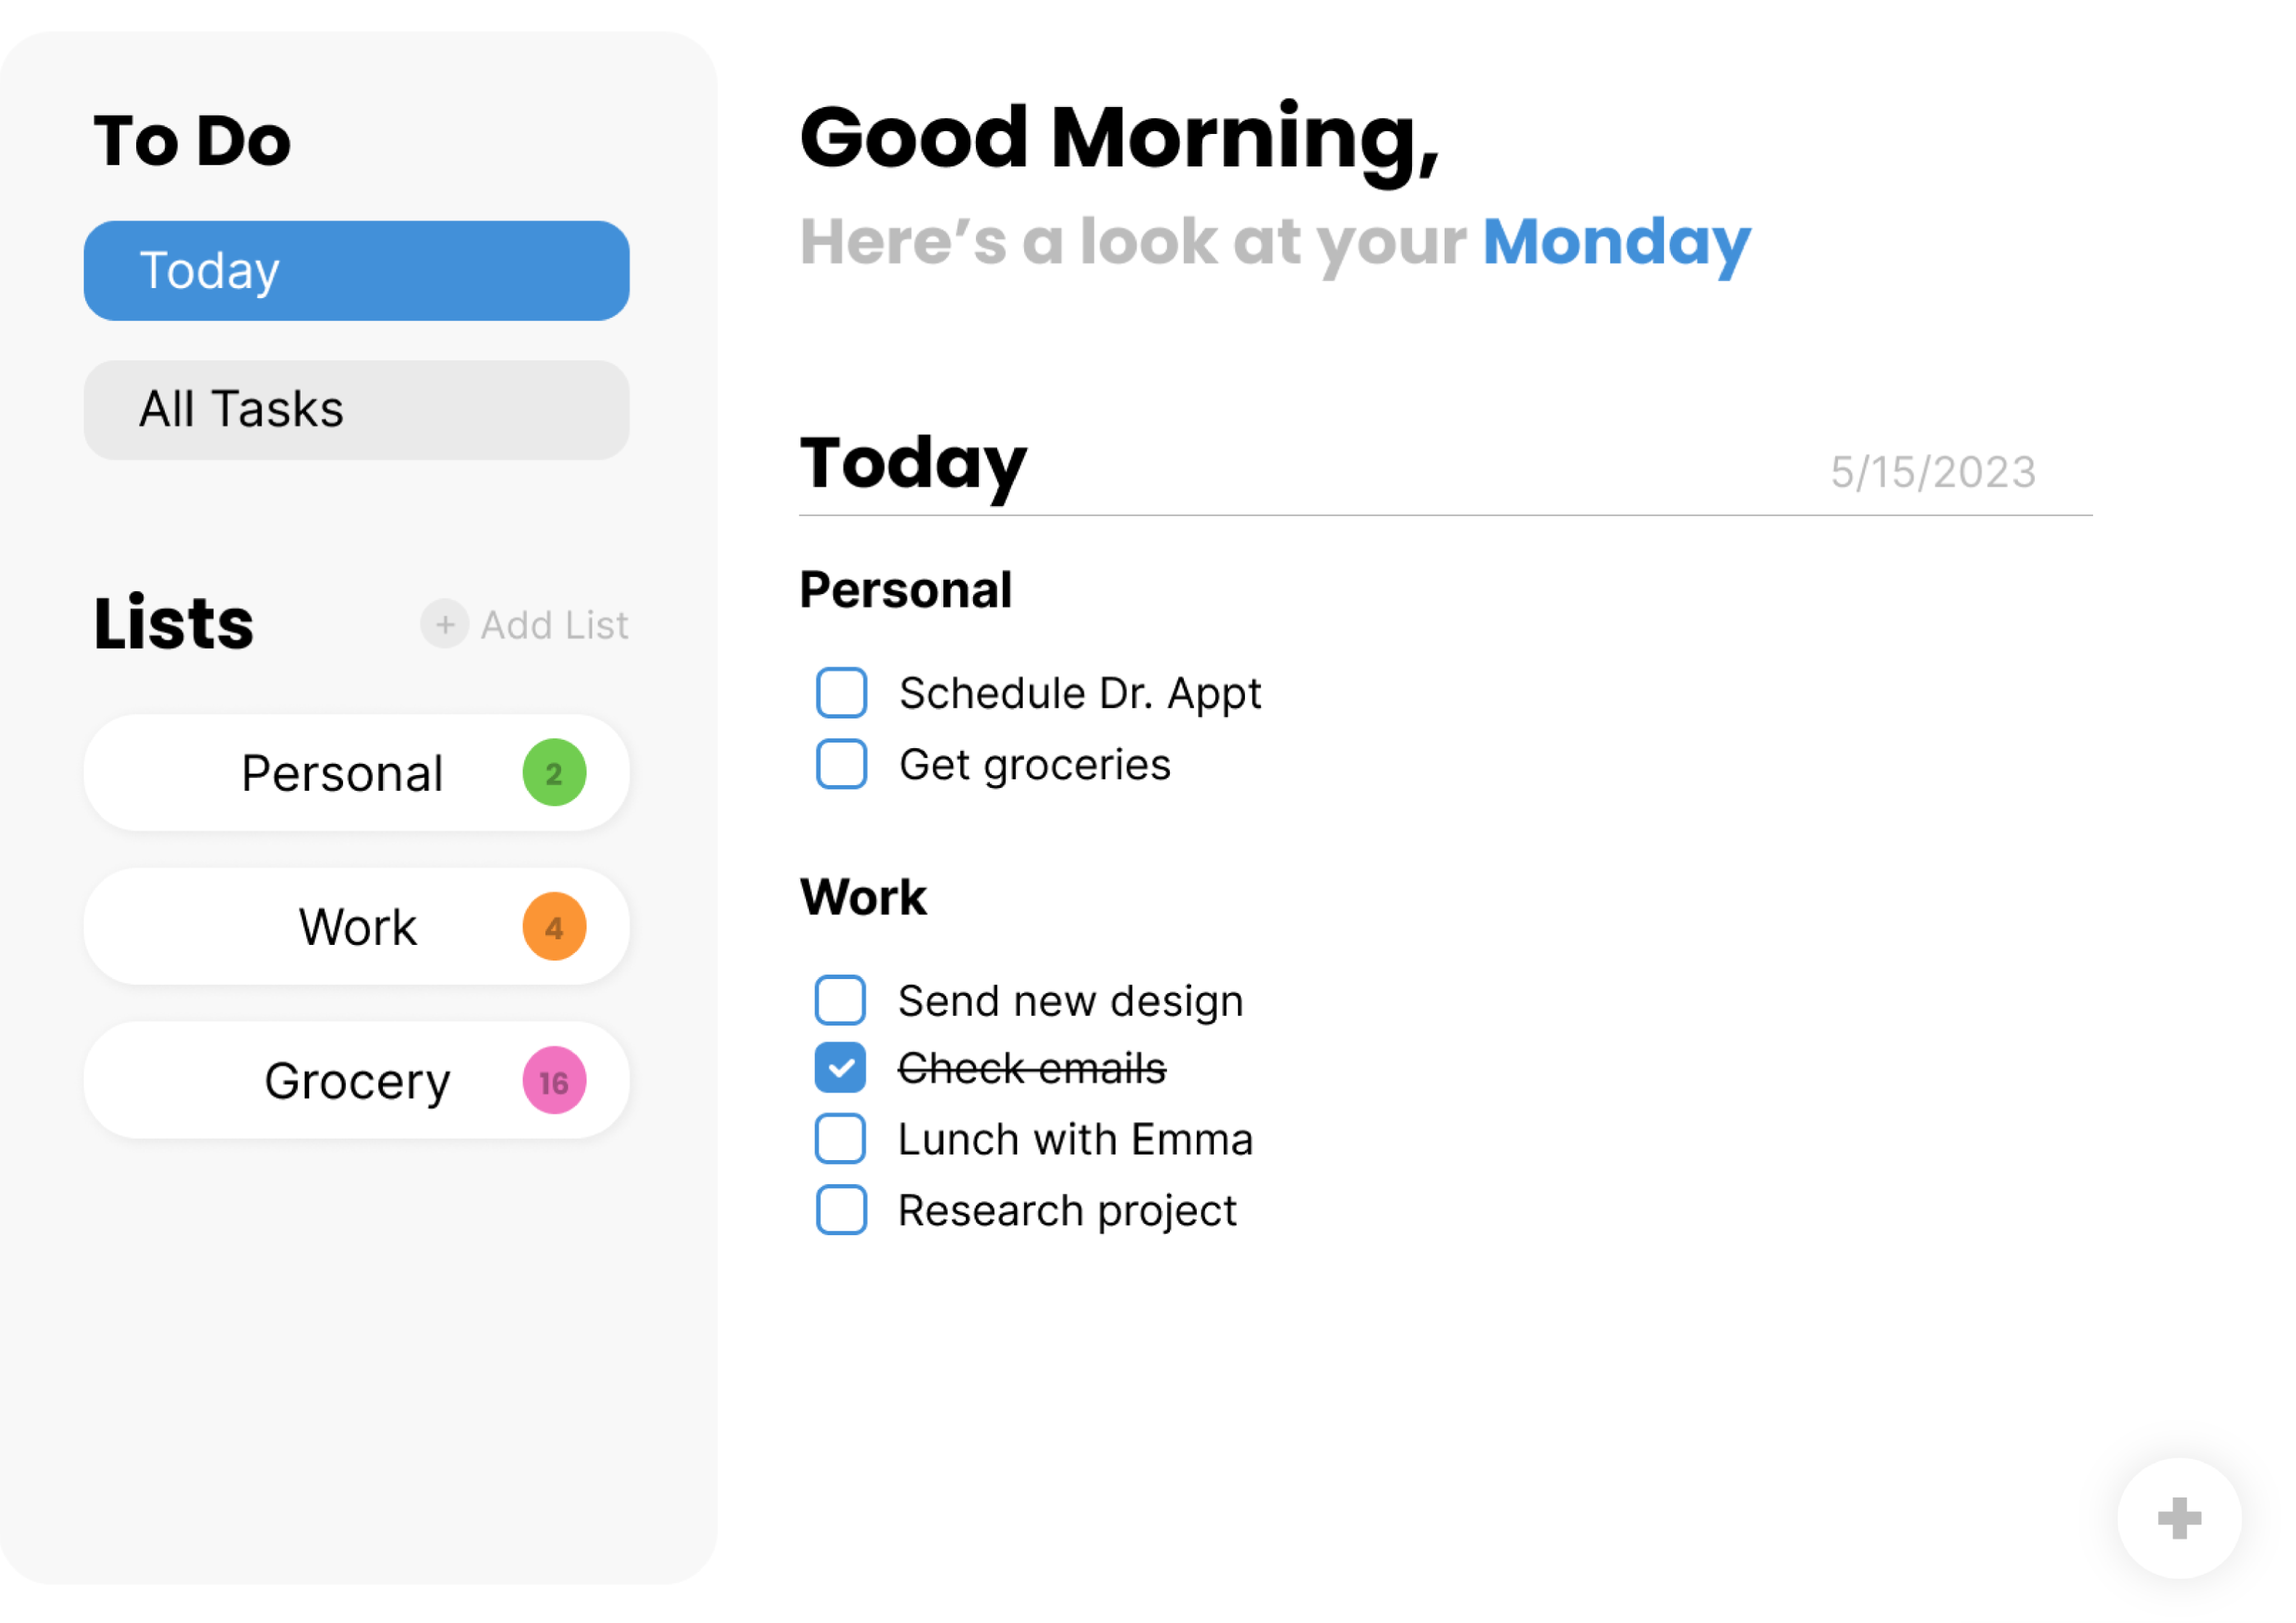 To Do
Today
All Tasks
Lists
+ Add List
Personal 2
Work 4
Grocery 16
Good Morning,
Here’s a look at your Monday
Today 5/15/2023
Personal
Schedule Dr. Appt
Get groceries
Work
Send new design
Check emails
Lunch with Emma
Research project